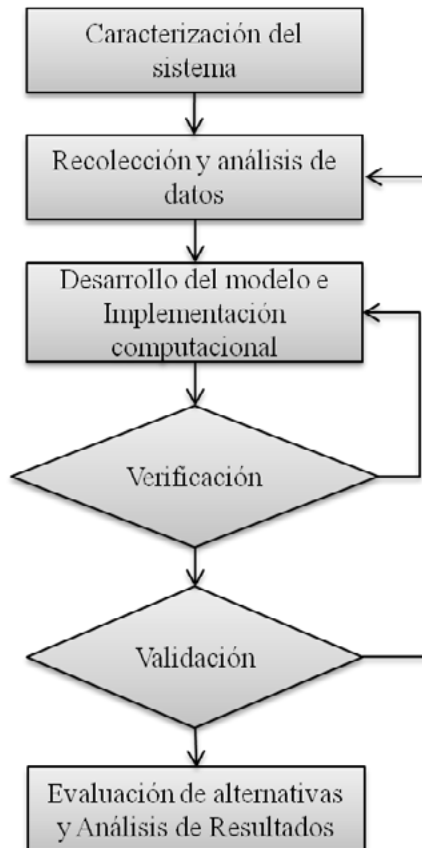 Caracterización del
sistema
Recolección y análisis de
datos
Desarrollo del modelo e
Implementación
computacional
Verificación
Validación
Evaluación de alternativas
y Análisis de Resultados